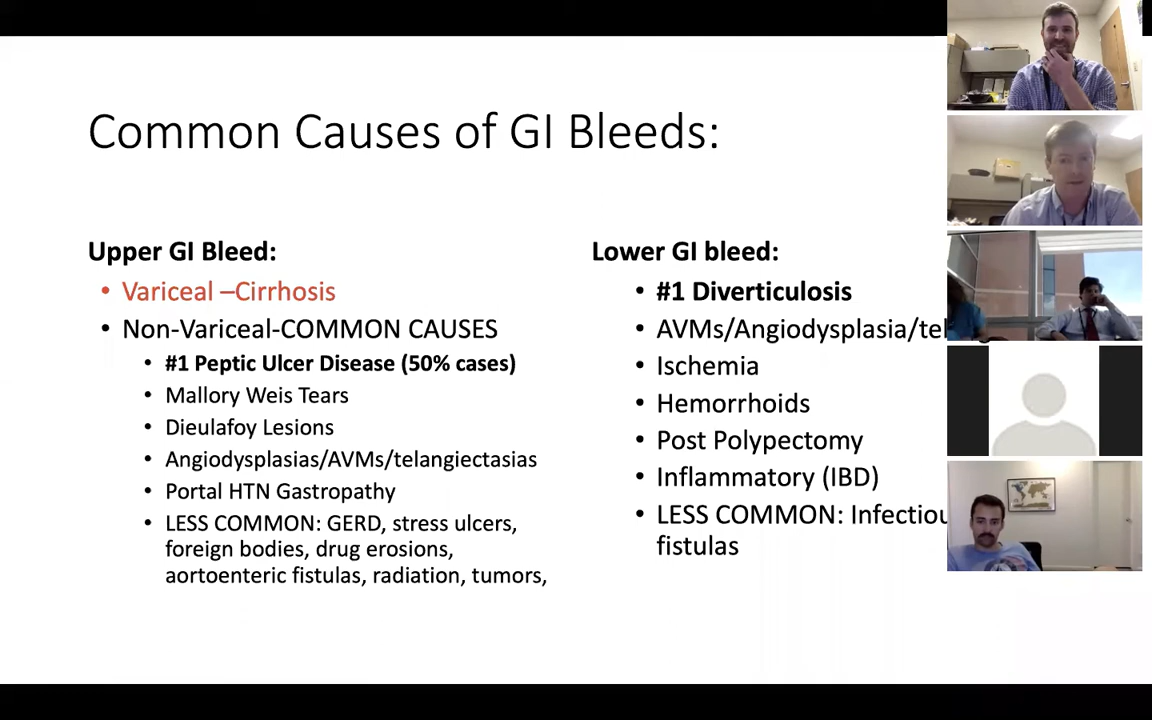 Common Causes of GI Bleeds:
Upper GI Bleed:
• Variceal –Cirrhosis
• Non-Variceal-COMMON CAUSES
• #1 Peptic Ulcer Disease (50% cases)
• Mallory Weis Tears
• Dieulafoy Lesions
• Angiodysplasias/AVMs/telangiectasias
• Portal HTN Gastropathy
• LESS COMMON: GERD, stress ulcers,
foreign bodies, drug erosions,
aortoenteric fistulas, radiation, tumors,
Lower GI bleed:
• #1 Diverticulosis
• AVMs/Angiodysplasia/
• Ischemia
• Hemorrhoids
• Post Polypectomy
• Inflammatory (IBD)
• LESS COMMON:
fistulas